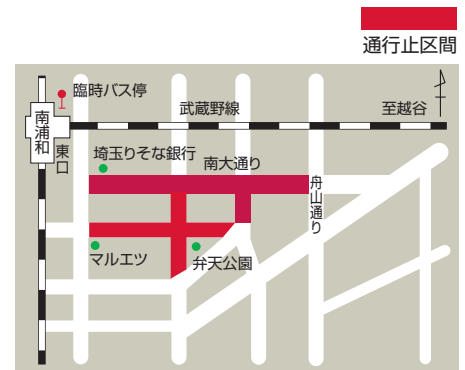 通行止区間
臨時バス停
武蔵野線
至越谷
南浦和
東口
埼玉りそな銀行
南大通り
舟山通り
マルエツ
弁天公園